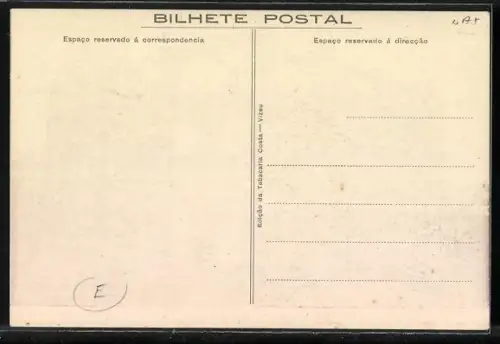 BILHETE POSTAL
Espaço reservado á correspondencia
Espaço reservado á direcção
Edição da Tabacaria Costa — Vizeu
E